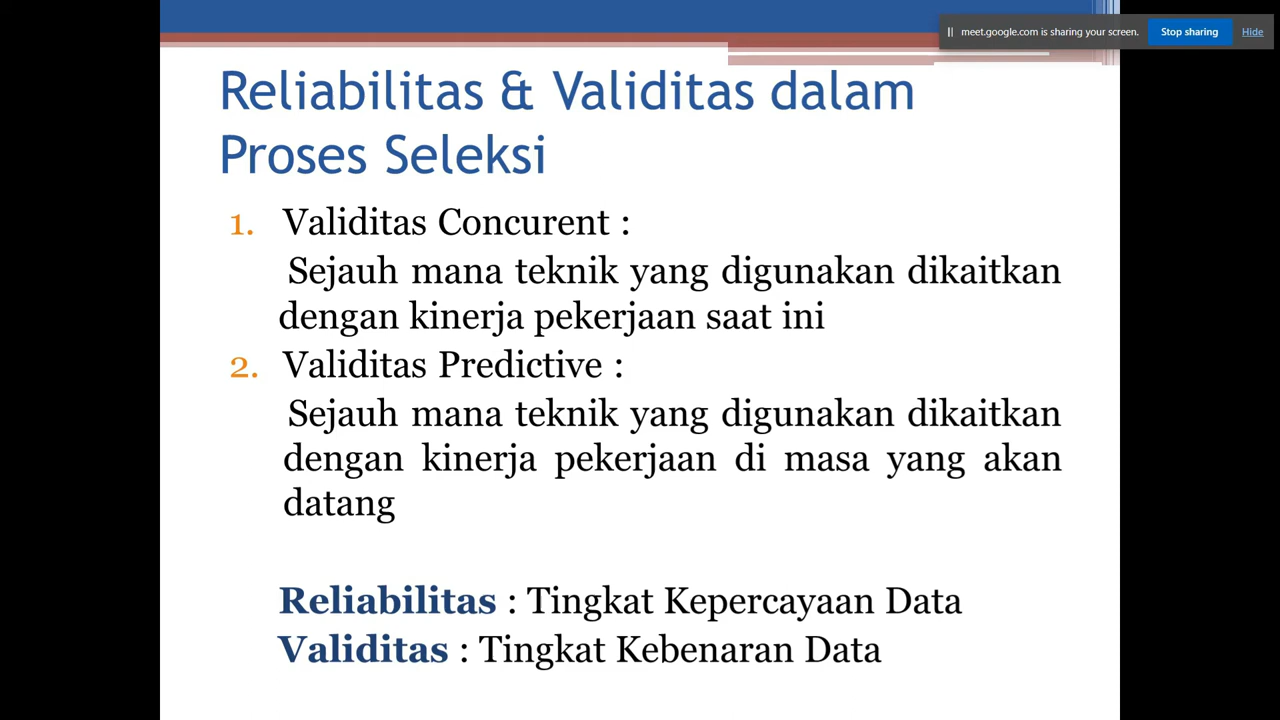 meet.google.com is sharing your screen. Stop sharing Hide
Reliabilitas & Validitas dalam
Proses Seleksi
1. Validitas Concurent :
Sejauh mana teknik yang digunakan dikaitkan
dengan kinerja pekerjaan saat ini
2. Validitas Predictive :
Sejauh mana teknik yang digunakan dikaitkan
dengan kinerja pekerjaan di masa yang akan
datang
Reliabilitas : Tingkat Kepercayaan Data
Validitas : Tingkat Kebenaran Data